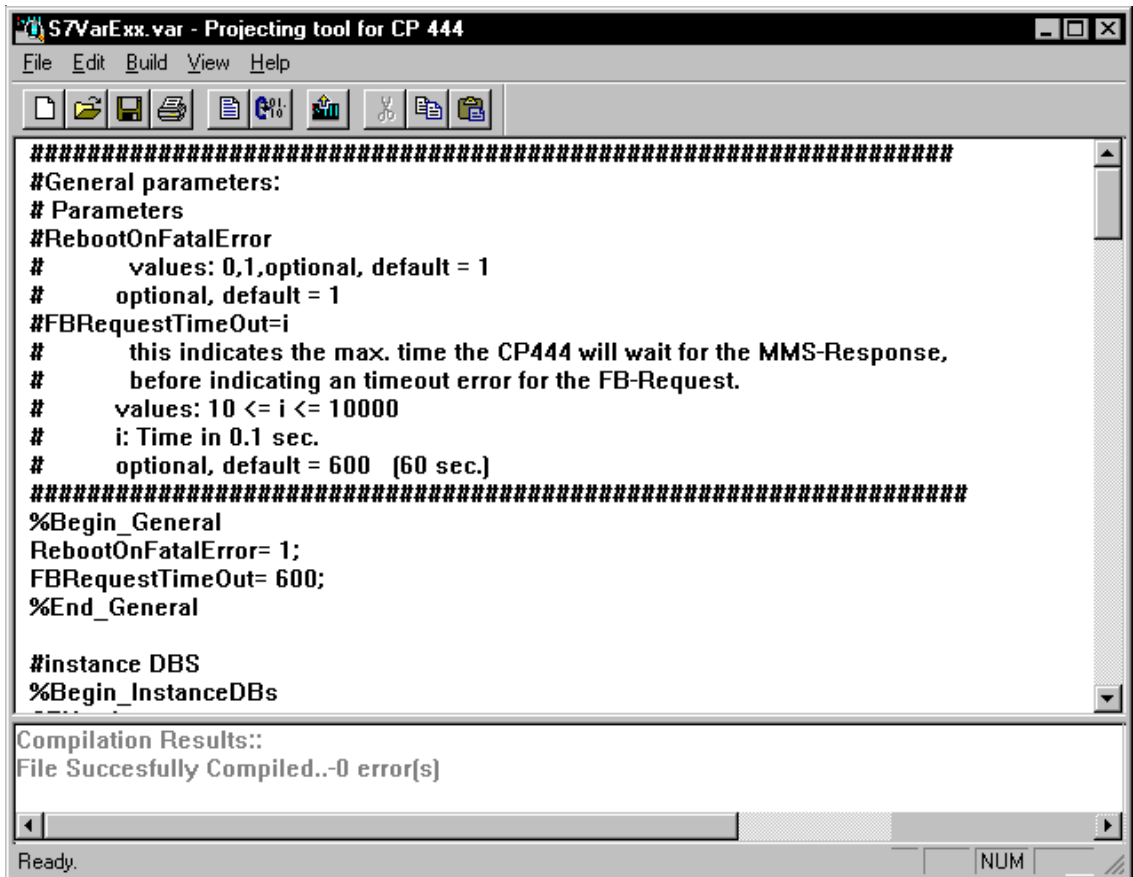 S7VarExx.var - Projecting tool for CP 444
File Edit Build View Help
#################################################################
#General parameters:
# Parameters
#RebootOnFatalError
# values: 0,1,optional, default = 1
# optional, default = 1
#FBRequestTimeOut=i
# this indicates the max. time the CP444 will wait for the MMS-Response,
# before indicating an timeout error for the FB-Request.
# values: 10 <= i <= 10000
# i: Time in 0.1 sec.
# optional, default = 600 (60 sec.)
##################################################################
%Begin_General
RebootOnFatalError= 1;
FBRequestTimeOut= 600;
%End_General
#instance DBS
%Begin_InstanceDBs
Compilation Results::
File Succesfully Compiled..-0 error(s)
Ready.
NUM